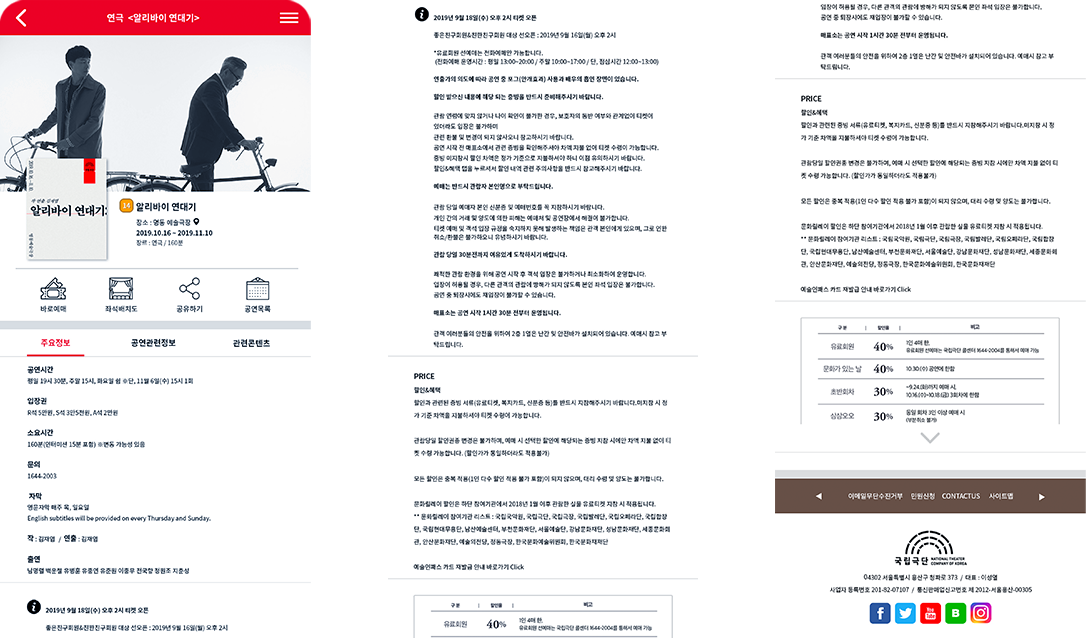 연극 <알리바이 연대기>
알리바이 연대기
14 알리바이 연대기
장소 : 명동 예술극장
2019.10.16 ~ 2019.11.10
장르 : 연극 / 160분
바로예매
좌석배치도
공유하기
공연목록
주요정보
공연관련정보
관련콘텐츠
공연시간
평일 19시 30분, 주말 15시, 화요일 쉼 ※단, 11월 6일(수) 15시 1회
입장권
R석 5만원, S석 3만5천원, A석 2만원
소요시간
160분(인터미션 15분 포함) ※변동 가능성 있음
문의
1644-2003
자막
영문자막 매주 목, 일요일
English subtitles will be provided on every Thursday and Sunday.
작 : 김재엽 / 연출 : 김재엽
출연
남명렬 백운철 유병훈 유종연 유준원 이종무 전국향 정원조 지춘성
2019년 9월 18일(수) 오후 2시 티켓 오픈
좋은친구회원&찐한친구회원 대상 선오픈 : 2019년 9월 16일(월) 오후 2시
2019년 9월 18일(수) 오후 2시 티켓 오픈
좋은친구회원&찐한친구회원 대상 선오픈 : 2019년 9월 16일(월) 오후 2시
*유료회원 선예매는 전화예매만 가능합니다.
(전화예매 운영시간 : 평일 13:00~20:00 / 주말 10:00~17:00 / 단, 점심시간 12:00~13:00)
연출가의 의도에 따라 공연 중 포그(안개효과) 사용과 배우의 흡연 장면이 있습니다.
할인 받으신 내용에 해당 되는 증빙을 반드시 준비해주시기 바랍니다.
관람 연령에 맞지 않거나 나이 확인이 불가한 경우, 보호자의 동반 여부와 관계없이 티켓이
있더라도 입장은 불가하며
관련 환불 및 변경이 되지 않사오니 참고하시기 바랍니다.
공연 시작 전 매표소에서 관련 증빙을 확인해주셔야 차액 지불 없이 티켓 수령이 가능합니다.
증빙 미지참시 할인 차액은 정가 기준으로 지불하셔야 하니 이점 유의하시기 바랍니다.
할인&혜택 탭을 누르셔서 할인 내역 관련 주의사항을 반드시 참고해주시기 바랍니다.
예매는 반드시 관람자 본인명으로 부탁드립니다.
관람 당일 예매자 본인 신분증 및 예매번호를 꼭 지참하시기 바랍니다.
개인 간의 거래 및 양도에 의한 피해는 예매처 및 공연장에서 해결이 불가합니다.
티켓 예매 및 객석 입장 규정을 숙지하지 못해 발생하는 책임은 관객 본인에게 있으며, 그로 인한
취소/환불은 불가하오니 유념하시기 바랍니다.
관람 당일 30분전까지 여유있게 도착하시기 바랍니다.
쾌적한 관람 환경을 위해 공연 시작 후 객석 입장은 불가하거나 최소화하여 운영합니다.
입장이 허용될 경우, 다른 관객의 관람에 방해가 되지 않도록 본인 좌석 입장은 불가합니다.
공연 중 퇴장시에도 재입장이 불가할 수 있습니다.
매표소는 공연 시작 1시간 30분 전부터 운영됩니다.
관객 여러분들의 안전을 위하여 2층 1열은 난간 및 안전바가 설치되어 있습니다. 예매시 참고 부
탁드립니다.
PRICE
할인&혜택
할인과 관련된 증빙 서류(유료티켓, 복지카드, 신분증 등)를 반드시 지참해주시기 바랍니다.미지참 시 정
가 기준 차액을 지불하셔야 티켓 수령이 가능합니다.
관람당일 할인권종 변경은 불가하며, 예매 시 선택한 할인에 해당되는 증빙 지참 시에만 차액 지불 없이 티
켓 수령 가능합니다. (할인가가 동일하더라도 적용불가)
모든 할인은 중복 적용(1인 다수 할인 적용 불가 포함)이 되지 않으며, 대리 수령 및 양도는 불가합니다.
문화릴레이 할인은 하단 참여기관에서 2018년 1월 이후 관람한 실물 유료티켓 지참 시 적용됩니다.
** 문화릴레이 참여기관 리스트 : 국립국악원, 국립극단, 국립극장, 국립발레단, 국립오페라단, 국립합창
단, 국립현대무용단, 남산예술센터, 부천문화재단, 서울예술단, 강남문화재단, 성남문화재단, 세종문화회
관, 안산문화재단, 예술의전당, 정동극장, 한국문화예술위원회, 한국문화재재단
예술인패스 카드 재발급 안내 바로가기 Click
구 분 | 할인율 | 비고
유료회원 40% 1인 4매 한,
유료회원 선예매는 국립극단 콜센터 1644-2004를 통해서 예매 가능
입장이 허용될 경우, 다른 관객의 관람에 방해가 되지 않도록 본인 좌석 입장은 불가합니다.
공연 중 퇴장시에도 재입장이 불가할 수 있습니다.
매표소는 공연 시작 1시간 30분 전부터 운영됩니다.
관객 여러분들의 안전을 위하여 2층 1열은 난간 및 안전바가 설치되어 있습니다. 예매시 참고 부
탁드립니다.
PRICE
할인&혜택
할인과 관련된 증빙 서류(유료티켓, 복지카드, 신분증 등)를 반드시 지참해주시기 바랍니다.미지참 시 정
가 기준 차액을 지불하셔야 티켓 수령이 가능합니다.
관람당일 할인권종 변경은 불가하며, 예매 시 선택한 할인에 해당되는 증빙 지참 시에만 차액 지불 없이 티
켓 수령 가능합니다. (할인가가 동일하더라도 적용불가)
모든 할인은 중복 적용(1인 다수 할인 적용 불가 포함)이 되지 않으며, 대리 수령 및 양도는 불가합니다.
문화릴레이 할인은 하단 참여기관에서 2018년 1월 이후 관람한 실물 유료티켓 지참 시 적용됩니다.
** 문화릴레이 참여기관 리스트 : 국립국악원, 국립극단, 국립극장, 국립발레단, 국립오페라단, 국립합창
단, 국립현대무용단, 남산예술센터, 부천문화재단, 서울예술단, 강남문화재단, 성남문화재단, 세종문화회
관, 안산문화재단, 예술의전당, 정동극장, 한국문화예술위원회, 한국문화재재단
예술인패스 카드 재발급 안내 바로가기 Click
구 분 | 할인율 | 비고
유료회원 40% 1인 4매 한,
유료회원 선예매는 국립극단 콜센터 1644-2004를 통해서 예매 가능
문화가 있는 날 40% 10.30.(수) 공연에 한함
초반회차 30% ~9.24.(화)까지 예매 시,
10.16.(수)~10.18.(금) 3회차에 한함
심삼오오 30% 동일 회차 3인 이상 예매 시
(부분취소 불가)
이메일무단수진거부 민원신청 CONTACTUS 사이트맵
국립극단 NATIONAL THEATER
COMPANY OF KOREA
04302 서울특별시 용산구 청파로 373 / 대표 : 이성열
사업자 등록번호 201-82-07107 / 통신판매업신고번호 제 2012-서울용산-00305
You
Tube
B